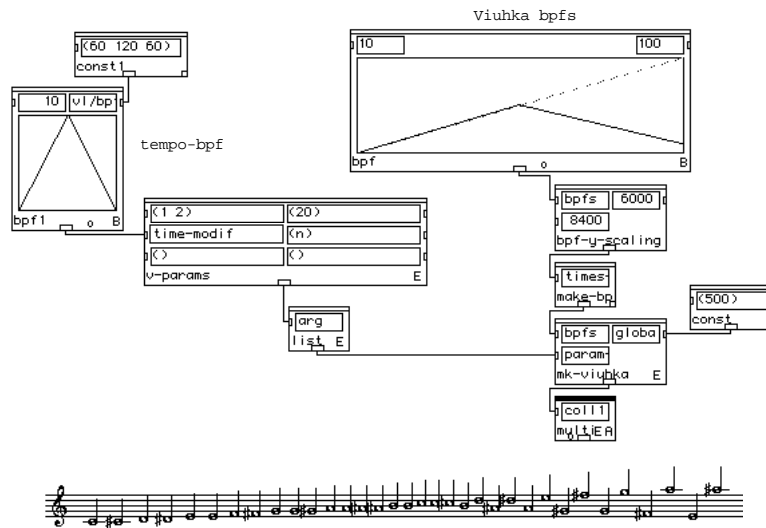 Viuhka bpfs
(60 120 60)
const1
10
100
bpf
o
B
10
vl/bp
tempo-bpf
bpf1
o
B
(1 2)
(20)
time-modif
(n)
()
()
v-params
E
bpfs
6000
8400
bpf-y-scaling
times-
make-bp
arg
list
E
(500)
const
bpfs
globa
param-
mk-viuhka
E
coll1
multi
EA
o